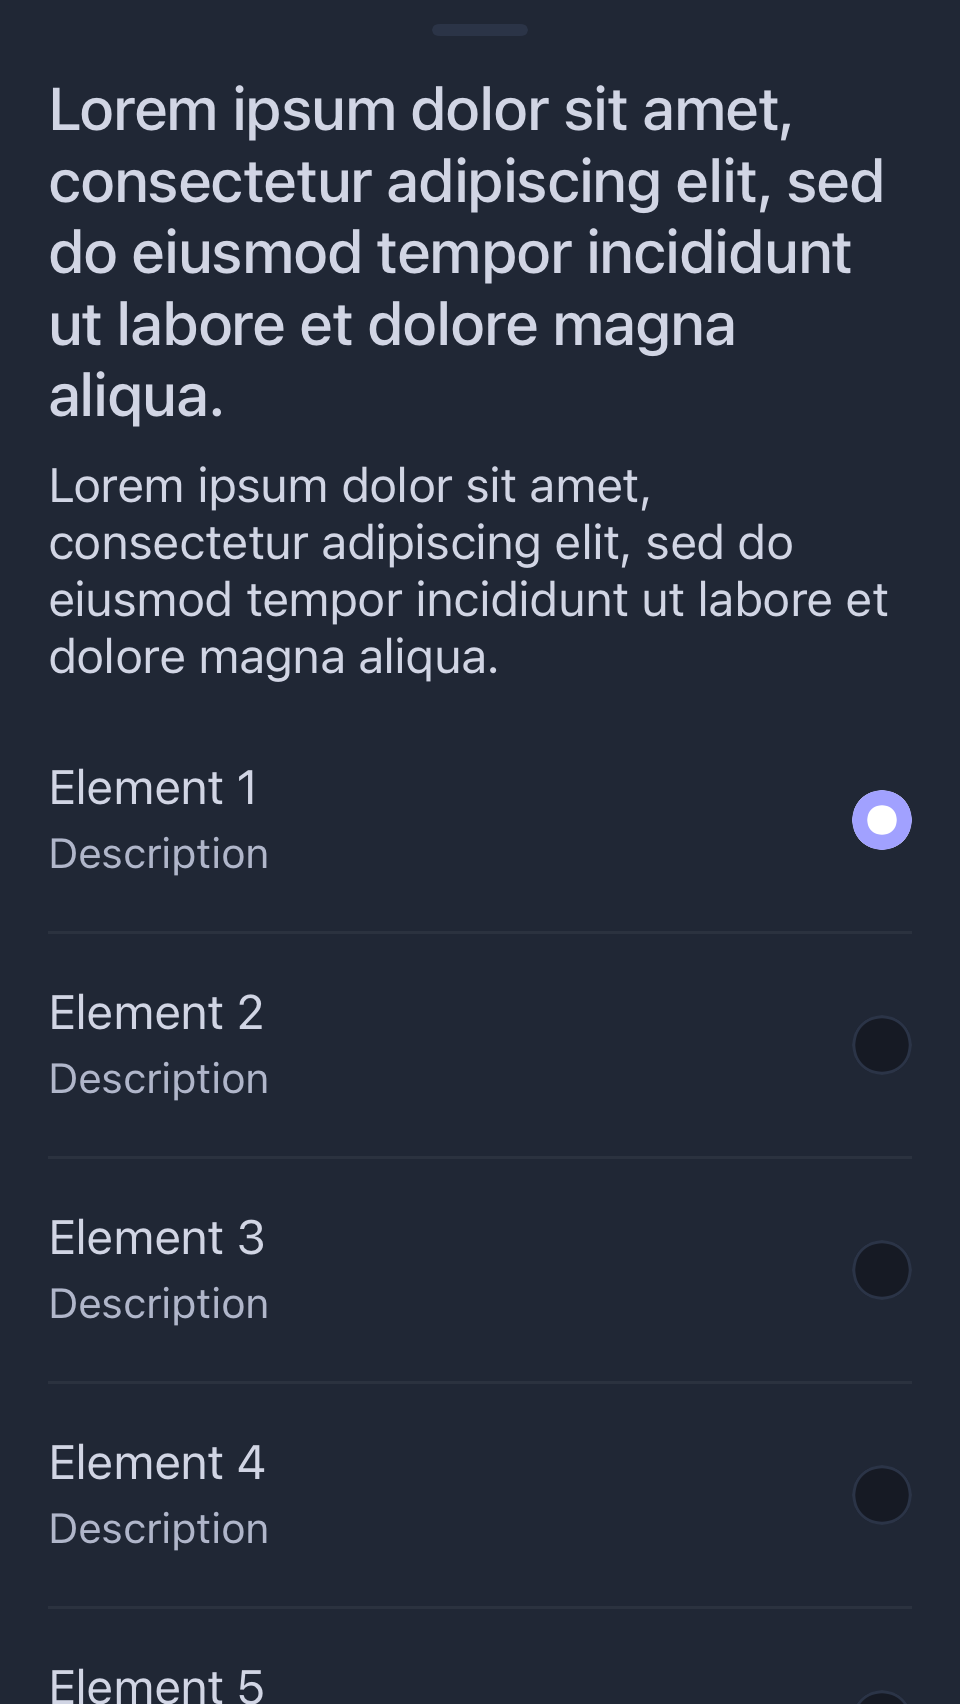 Lorem ipsum dolor sit amet,
consectetur adipiscing elit, sed
do eiusmod tempor incididunt
ut labore et dolore magna
aliqua.
Lorem ipsum dolor sit amet,
consectetur adipiscing elit, sed do
eiusmod tempor incididunt ut labore et
dolore magna aliqua.
Element 1
Description
Element 2
Description
Element 3
Description
Element 4
Description
Element 5